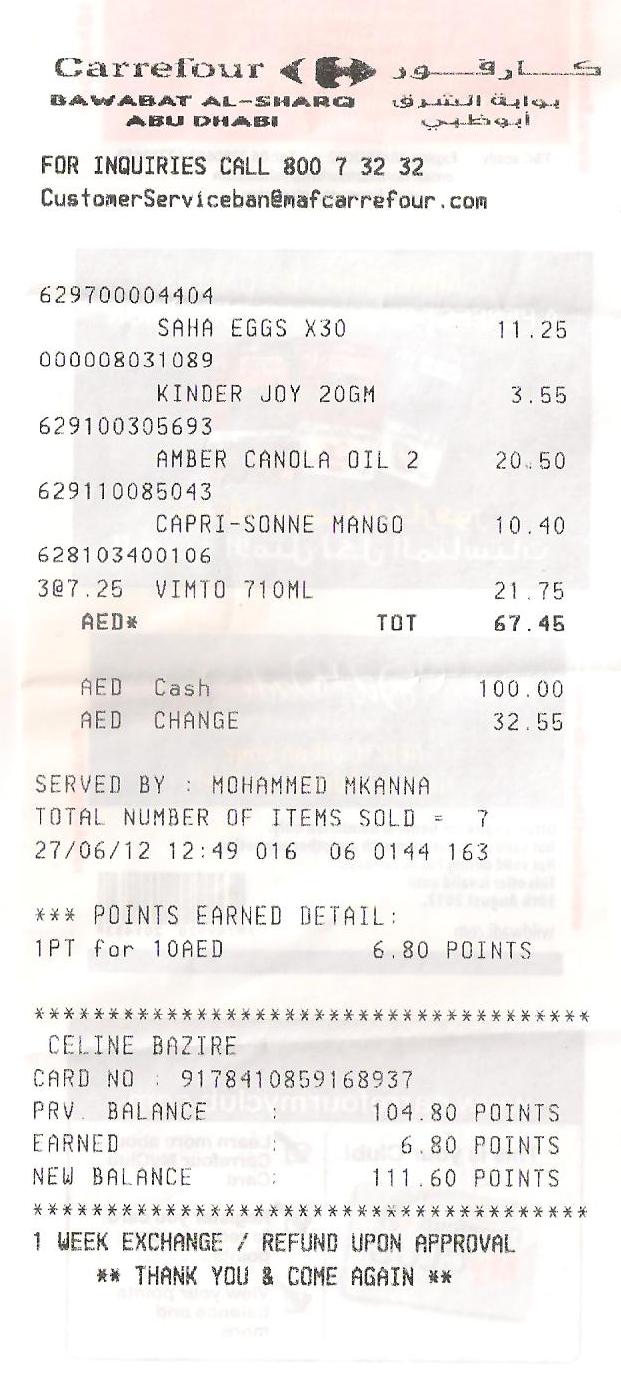 Carrefour كارفور
BAWABAT AL-SHARQ بوابة الشرق
ABU DHABI أبوظبي
FOR INQUIRIES CALL 800 7 32 32
CustomerServiceban@mafcarrefour.com
629700004404
SAHA EGGS X30 11.25
000008031089
KINDER JOY 20GM 3.55
629100305693
AMBER CANOLA OIL 2 20.50
629110085043
CAPRI-SONNE MANGO 10.40
628103400106
3@7.25 VIMTO 710ML 21.75
AED* TOT 67.45
AED Cash 100.00
AED CHANGE 32.55
SERVED BY : MOHAMMED MKANNA
TOTAL NUMBER OF ITEMS SOLD = 7
27/06/12 12:49 016 06 0144 163
*** POINTS EARNED DETAIL:
1PT for 10AED 6.80 POINTS
**************************************
CELINE BAZIRE
CARD NO : 9178410859168937
PRV. BALANCE : 104.80 POINTS
EARNED : 6.80 POINTS
NEW BALANCE : 111.60 POINTS
**************************************
1 WEEK EXCHANGE / REFUND UPON APPROVAL
** THANK YOU & COME AGAIN **